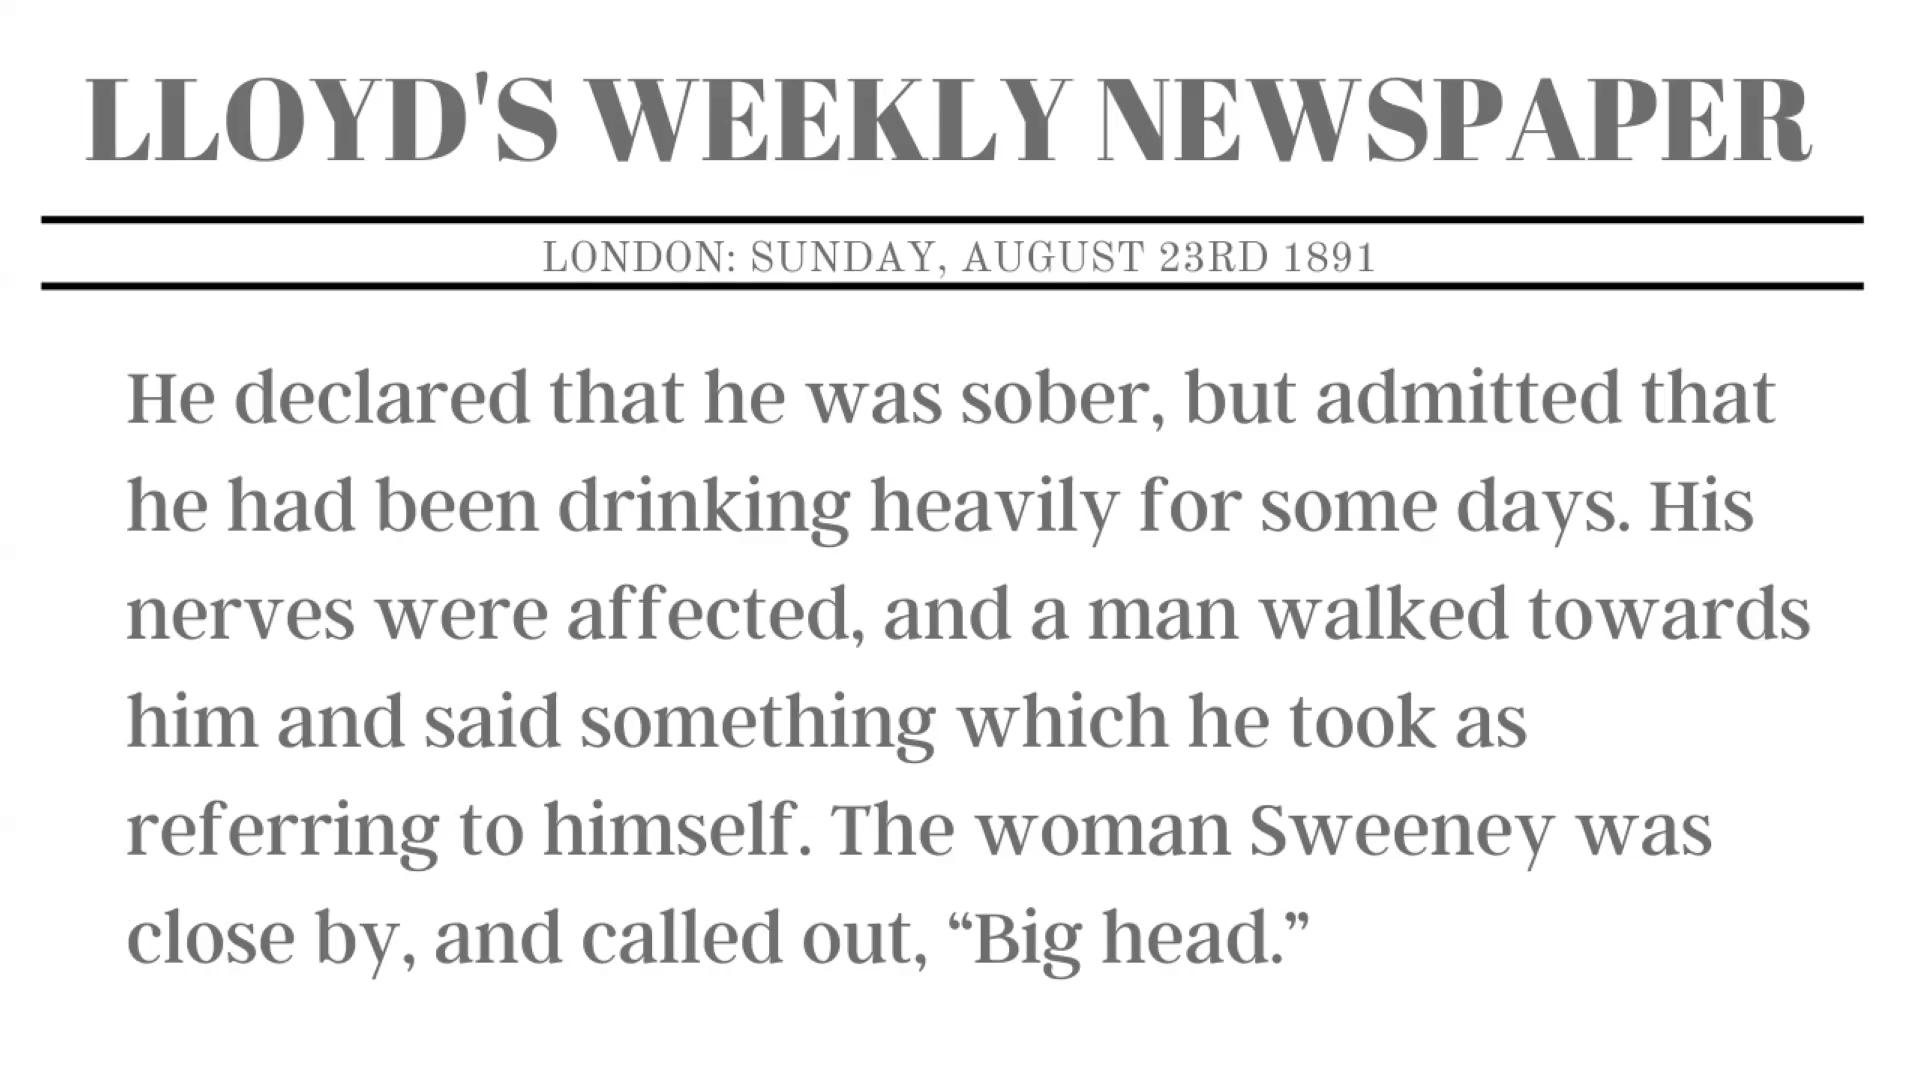 LLOYD'S WEEKLY NEWSPAPER
LONDON: SUNDAY, AUGUST 23RD 1891
He declared that he was sober, but admitted that
he had been drinking heavily for some days. His
nerves were affected, and a man walked towards
him and said something which he took as
referring to himself. The woman Sweeney was
close by, and called out, “Big head.”